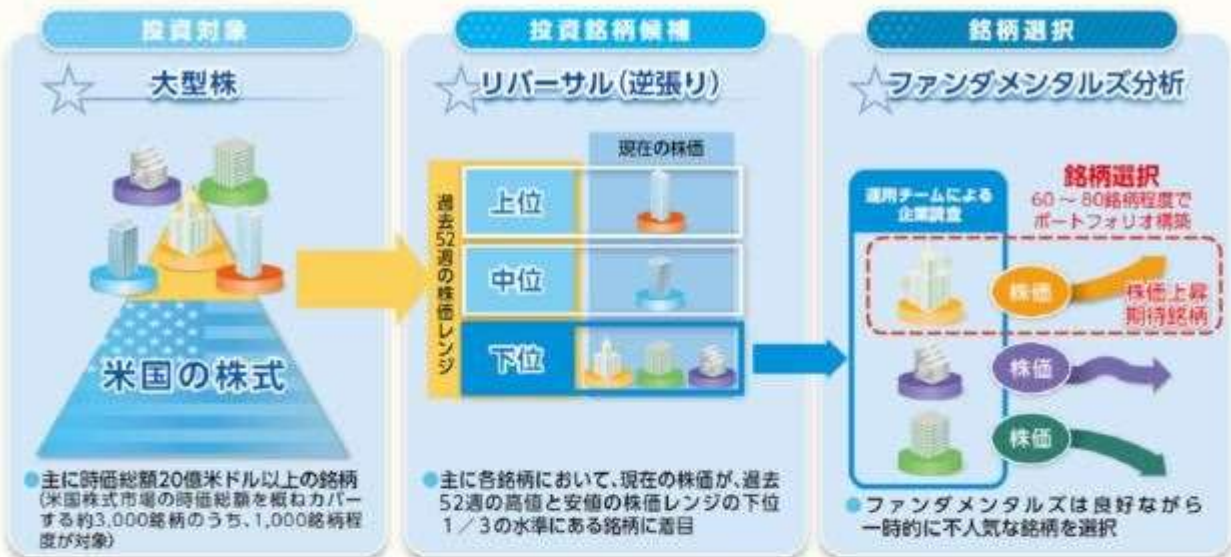 投資対象
大型株
米国の株式
●主に時価総額20億米ドル以上の銘柄
(米国株式市場の時価総額を概ねカバー
する約3,000銘柄のうち、1,000銘柄程
度が対象)
投資銘柄候補
リバーサル(逆張り)
現在の株価
過去52週の株価レンジ
上位
中位
下位
●主に各銘柄において、現在の株価が、過去
52週の高値と安値の株価レンジの下位
1/3の水準にある銘柄に着目
銘柄選択
ファンダメンタルズ分析
運用チームによる
企業調査
銘柄選択
60～80銘柄程度で
ポートフォリオ構築
株価
株価上昇
期待銘柄
株価
株価
●ファンダメンタルズは良好ながら
一時的に不人気な銘柄を選択